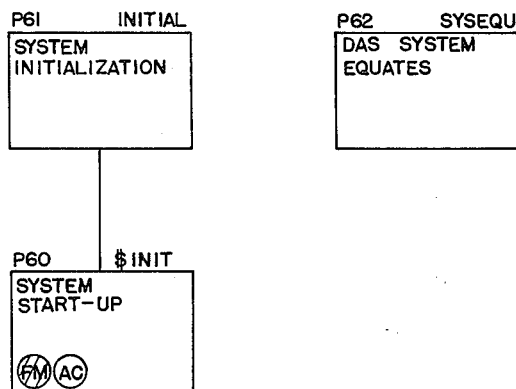 P61 INITIAL
SYSTEM
INITIALIZATION
P62 SYSEQU
DAS SYSTEM
EQUATES
P60 $INIT
SYSTEM
START-UP
FM AC